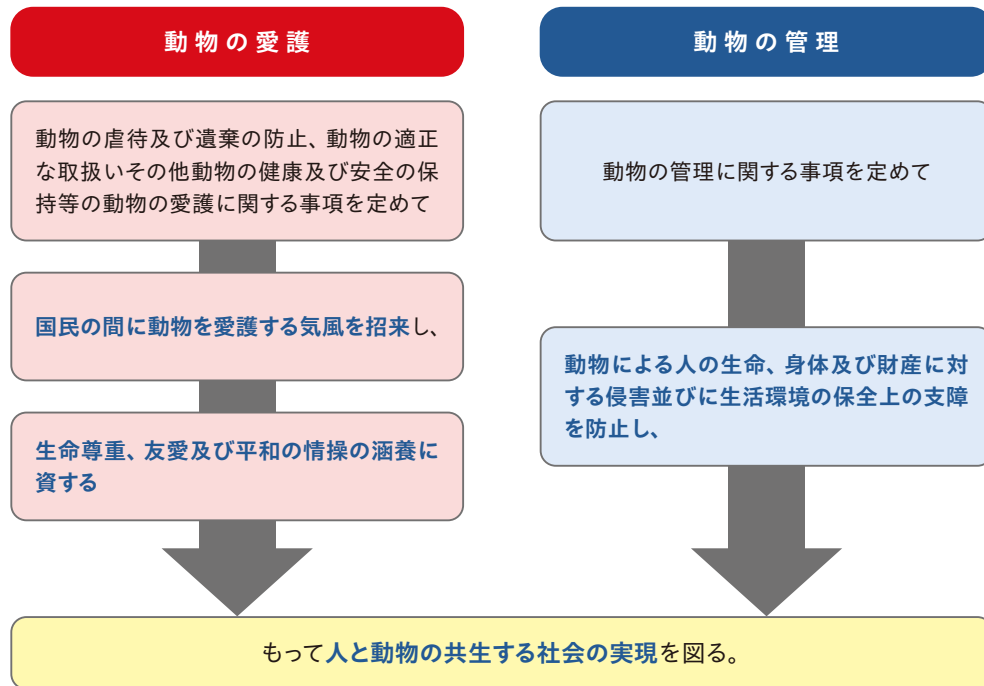 動物の愛護
動物の虐待及び遺棄の防止、動物の適正
な取扱いその他動物の健康及び安全の保
持等の動物の愛護に関する事項を定めて
国民の間に動物を愛護する気風を招来し、
生命尊重、友愛及び平和の情操の涵養に
資する
動物の管理
動物の管理に関する事項を定めて
動物による人の生命、身体及び財産に対
する侵害並びに生活環境の保全上の支障
を防止し、
もって人と動物の共生する社会の実現を図る。